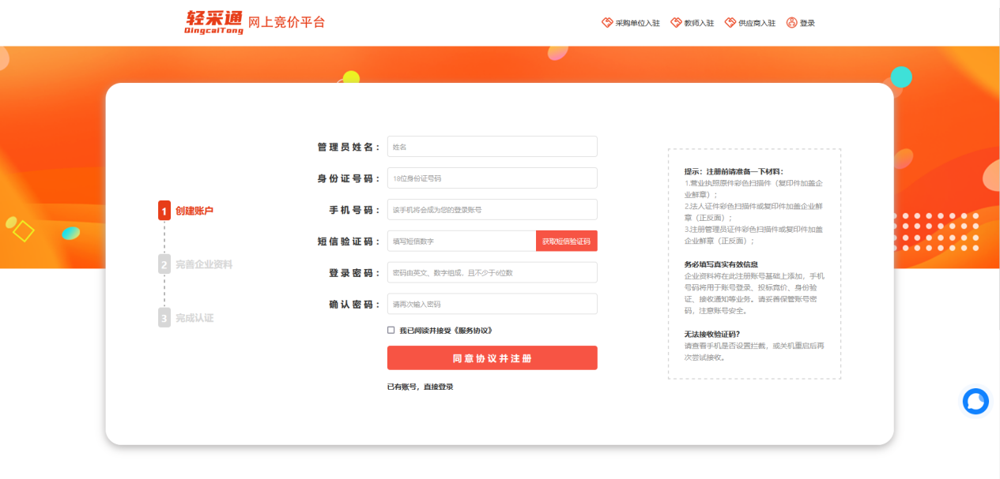 轻采通
QingcaiTong
网上竞价平台
采购单位入驻
教师入驻
供应商入驻
登录
1 创建账户
2 完善企业资料
3 完成认证
管理员姓名：
姓名
身份证号码：
18位身份证号码
手机号码：
该手机将会成为您的登录账号
短信验证码：
填写短信数字
获取短信验证码
登录密码：
密码由英文、数字组成，且不少于6位数
确认密码：
请再次输入密码
我已阅读并接受《服务协议》
同意协议并注册
已有账号，直接登录
提示：注册前请准备一下材料：
1.营业执照原件彩色扫描件（复印件加盖企
业鲜章）；
2.法人证件彩色扫描件或复印件加盖企业鲜
章（正反面）；
3.注册管理员证件彩色扫描件或复印件加盖
企业鲜章（正反面）；
务必填写真实有效信息
企业资料将在此注册账号基础上添加，手机
号码将用于账号登录、投标竞价、身份验
证、接收通知等业务。请妥善保管账号密
码，注意账号安全。
无法接收验证码？
请查看手机是否设置拦截，或关机重启后再
次尝试接收。